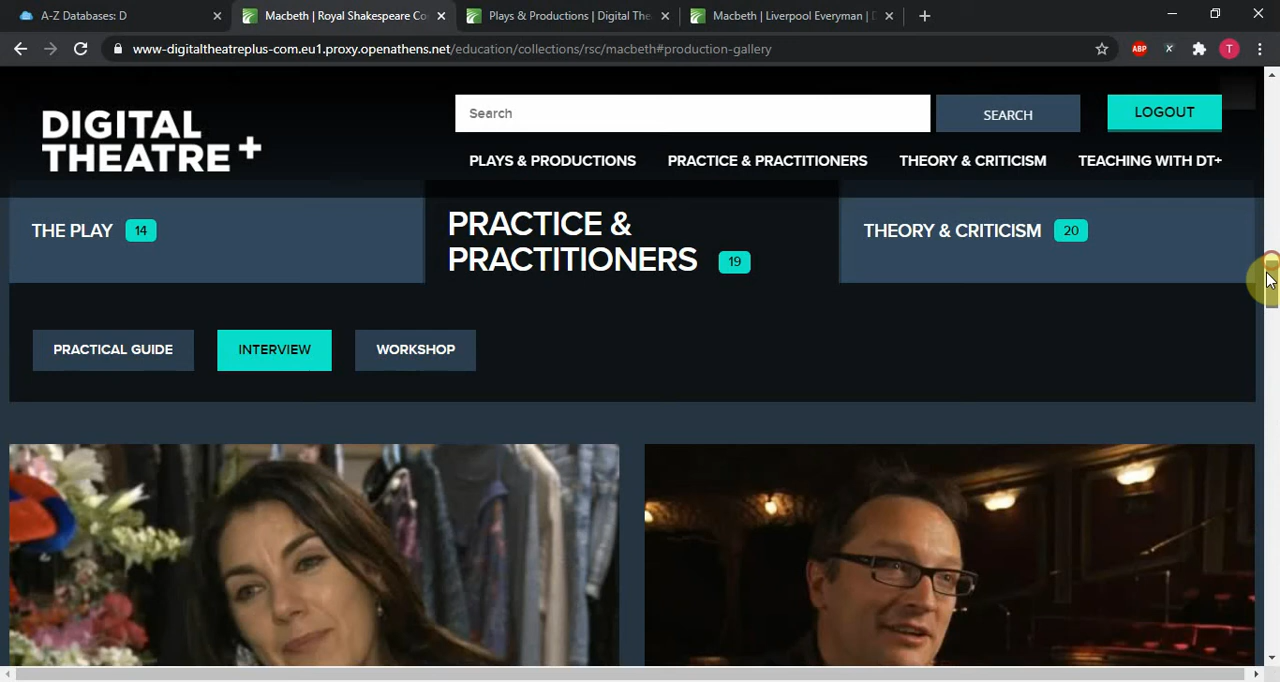 A-Z Databases: D
Macbeth | Royal Shakespeare Co
Plays & Productions | Digital The
Macbeth | Liverpool Everyman | D
www-digitaltheatreplus-com.eu1.proxy.openathens.net/education/collections/rsc/macbeth#production-gallery
ABP
T
DIGITAL
THEATRE+
Search
SEARCH
LOGOUT
PLAYS & PRODUCTIONS
PRACTICE & PRACTITIONERS
THEORY & CRITICISM
TEACHING WITH DT+
THE PLAY 14
PRACTICE &
PRACTITIONERS 19
THEORY & CRITICISM 20
PRACTICAL GUIDE
INTERVIEW
WORKSHOP